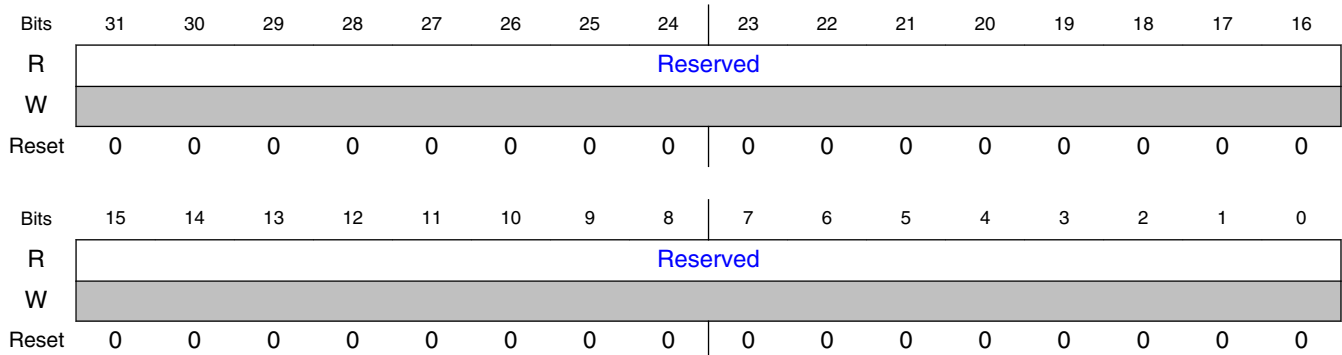 Bits 31 30 29 28 27 26 25 24 23 22 21 20 19 18 17 16
R Reserved
W
Reset 0 0 0 0 0 0 0 0 0 0 0 0 0 0 0 0
Bits 15 14 13 12 11 10 9 8 7 6 5 4 3 2 1 0
R Reserved
W
Reset 0 0 0 0 0 0 0 0 0 0 0 0 0 0 0 0